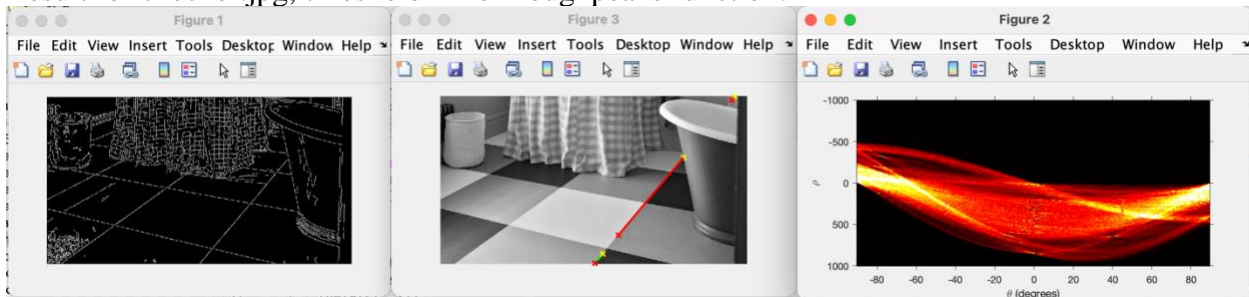 Figure 1
File Edit View Insert Tools Desktop Window Help
Figure 3
File Edit View Insert Tools Desktop Window Help
Figure 2
File Edit View Insert Tools Desktop Window Help
-1000
-500
0
500
1000
ρ
-80 -60 -40 -20 0 20 40 60 80
θ (degrees)